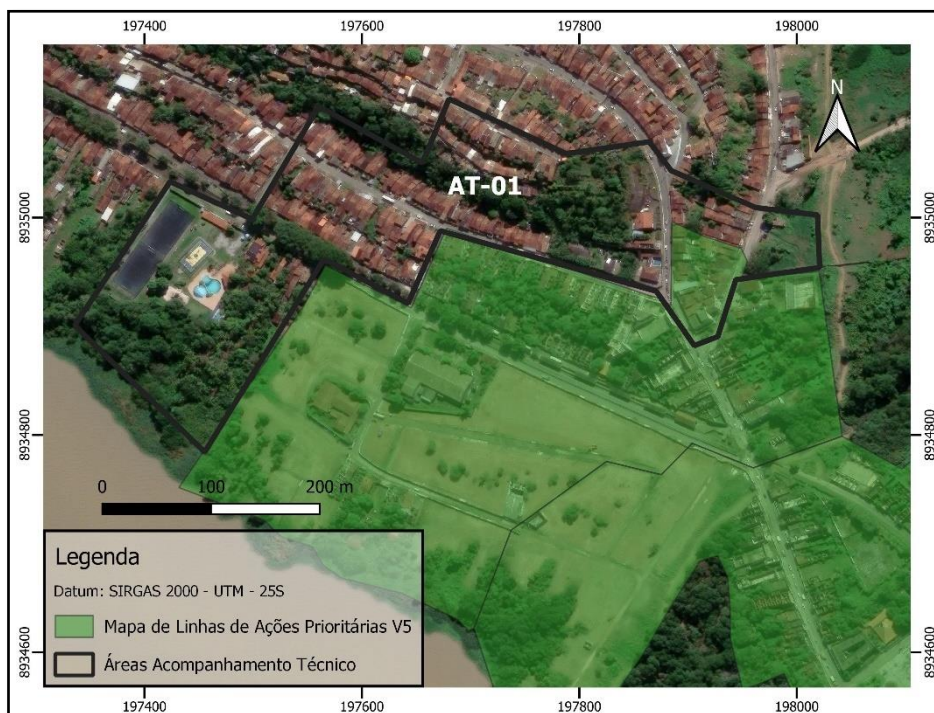 197400 197600 197800 198000
N
AT-01
8935000 8935000
8934800 8934800
0 100 200 m
Legenda
Datum: SIRGAS 2000 - UTM - 25S
Mapa de Linhas de Ações Prioritárias V5
Áreas Acompanhamento Técnico
8934600 8934600
197400 197600 197800 198000